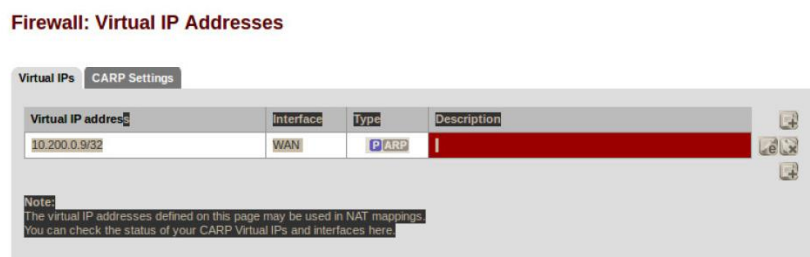 Firewall: Virtual IP Addresses
Virtual IPs CARP Settings
Virtual IP address Interface Type Description
10.200.0.9/32 WAN P ARP
Note:
The virtual IP addresses defined on this page may be used in NAT mappings.
You can check the status of your CARP Virtual IPs and interfaces here.